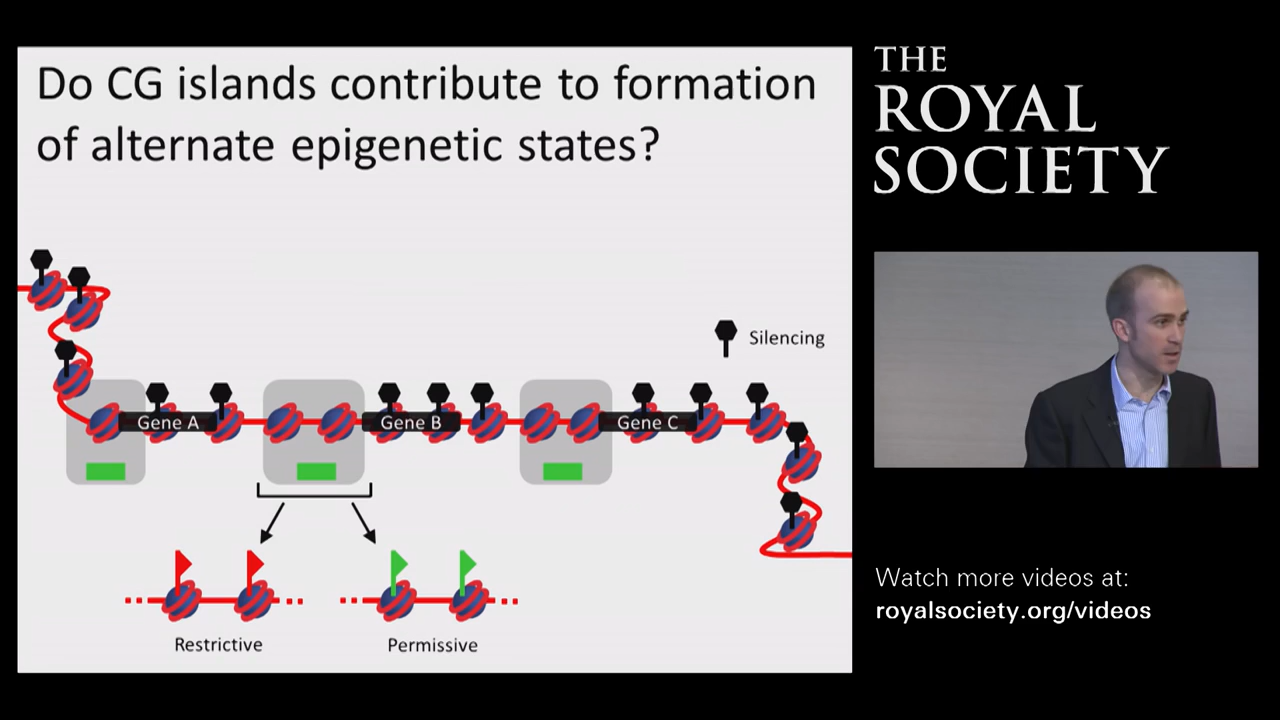 Do CG islands contribute to formation
of alternate epigenetic states?
Silencing
Gene A
Gene B
Gene C
Restrictive
Permissive
THE
ROYAL
SOCIETY
Watch more videos at:
royalsociety.org/videos